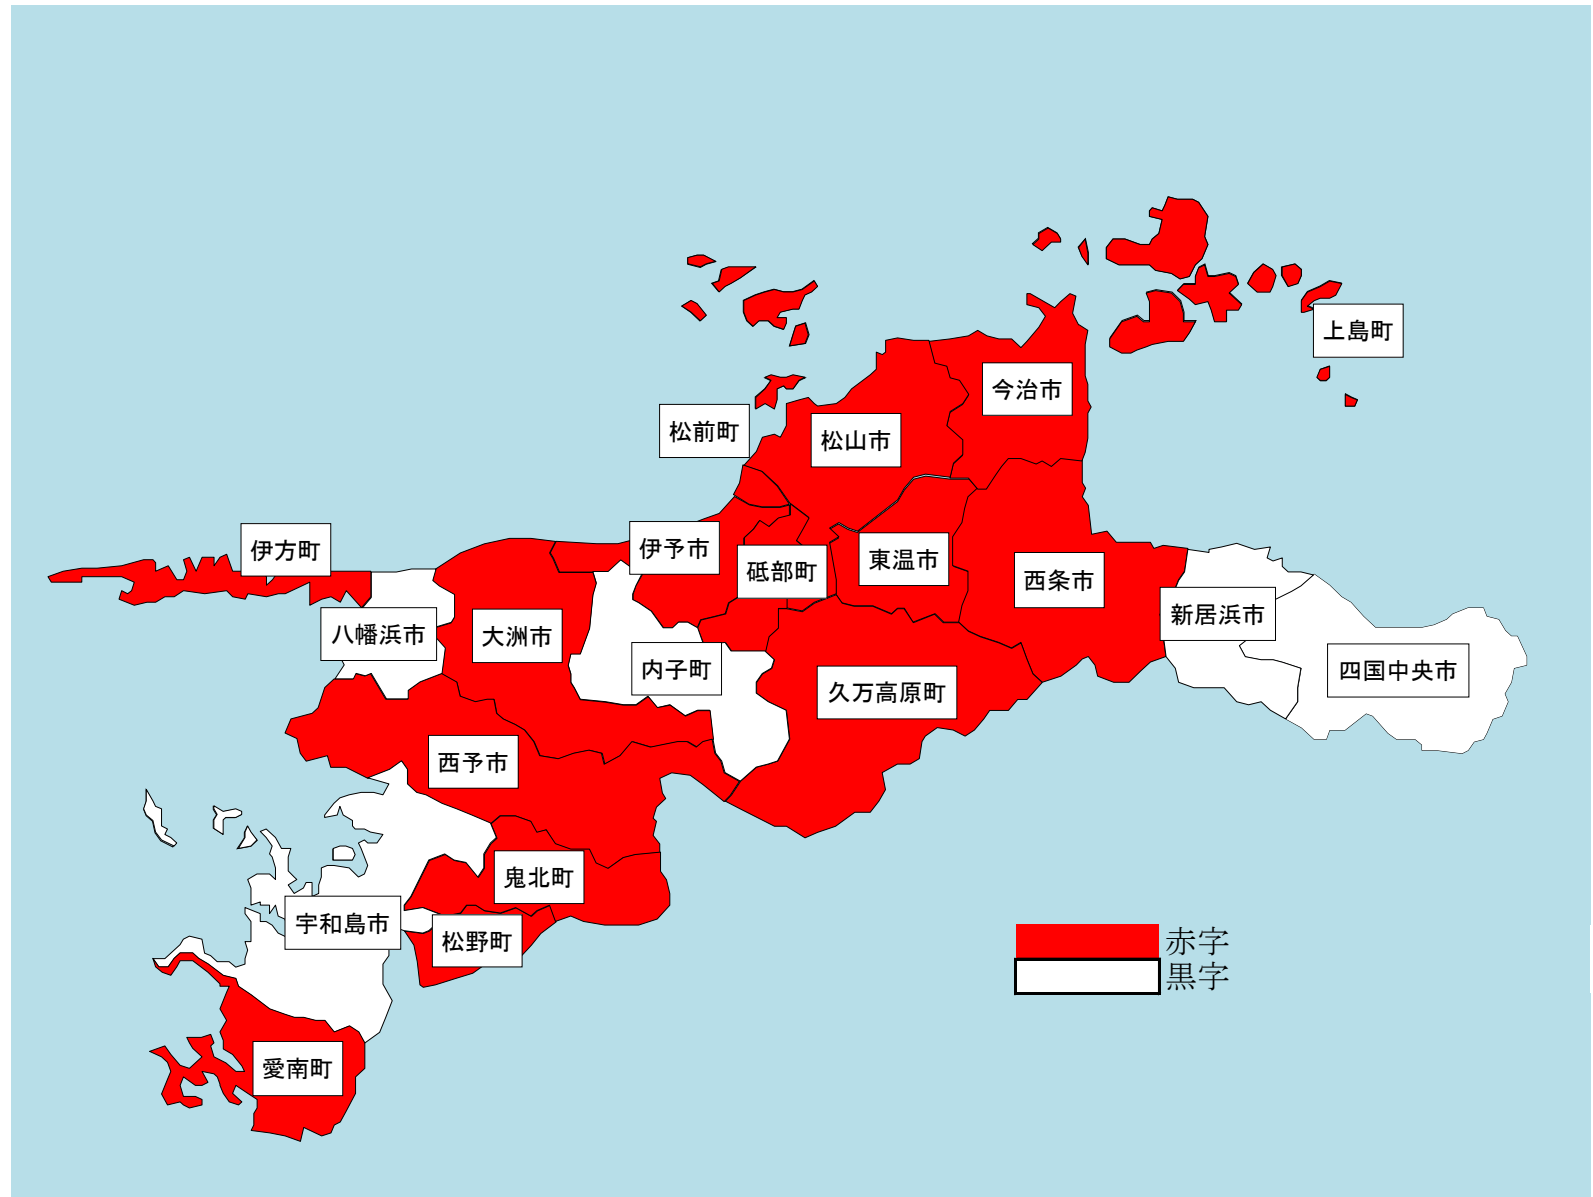 上島町
今治市
松前町
松山市
伊方町
伊予市
砥部町
東温市
西条市
新居浜市
八幡浜市
大洲市
内子町
四国中央市
久万高原町
西予市
鬼北町
宇和島市
松野町
赤字
黒字
愛南町